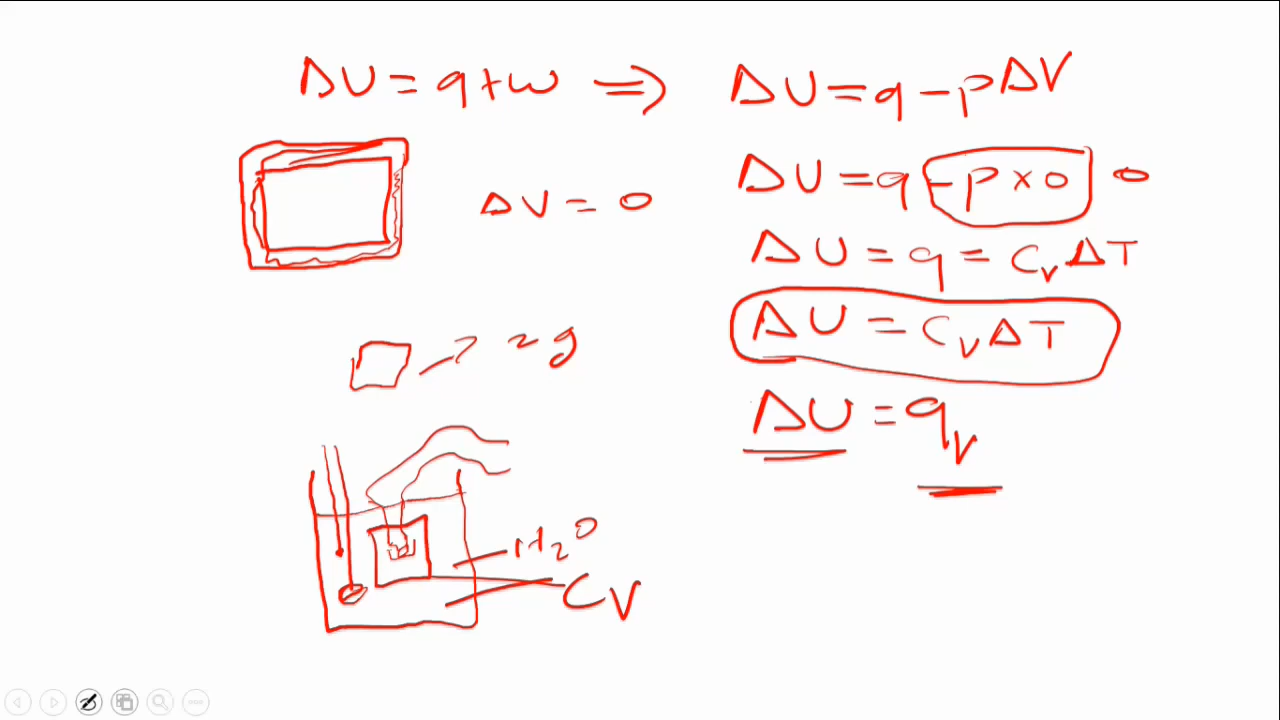 ΔU = q+w ⇒ ΔU = q - PΔV
ΔU = q - P×0 0
ΔV = 0
ΔU = q = CvΔT
ΔU = CvΔT
2g
ΔU = qv
H2O
Cv